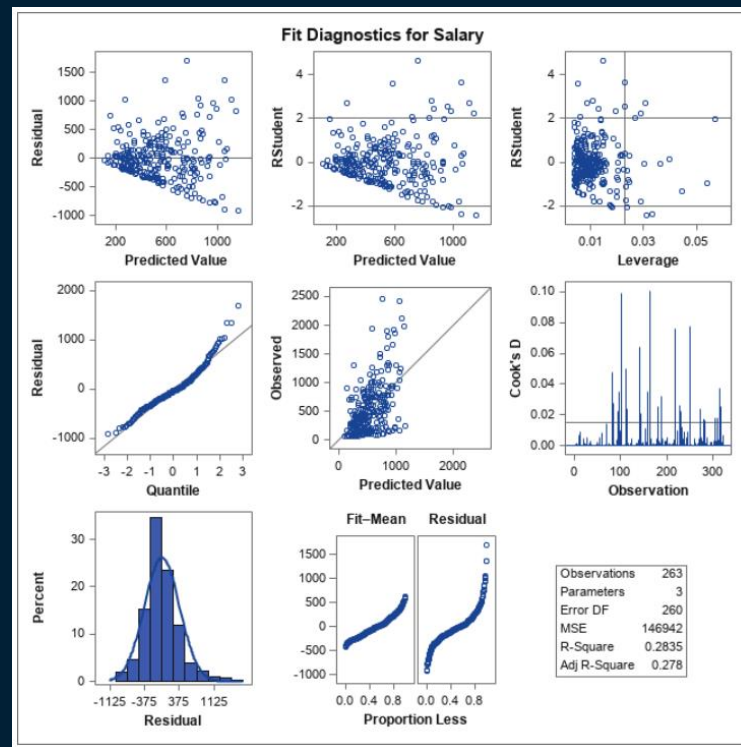 Fit Diagnostics for Salary
1500
1000
500
0
-500
-1000
Residual
200 600 1000
Predicted Value
4
2
0
-2
RStudent
200 600 1000
Predicted Value
4
2
0
-2
RStudent
0.01 0.03 0.05
Leverage
2000
1000
0
-1000
Residual
-3 -2 -1 0 1 2 3
Quantile
2500
2000
1500
1000
500
0
Observed
0 1000 2000
Predicted Value
0.10
0.08
0.06
0.04
0.02
0.00
Cook's D
0 100 200 300
Observation
30
20
10
0
Percent
-1125 -375 375 1125
Residual
Fit–Mean Residual
1500
1000
500
0
-500
-1000
0.0 0.4 0.8 0.0 0.4 0.8
Proportion Less
Observations 263
Parameters 3
Error DF 260
MSE 146942
R-Square 0.2835
Adj R-Square 0.278